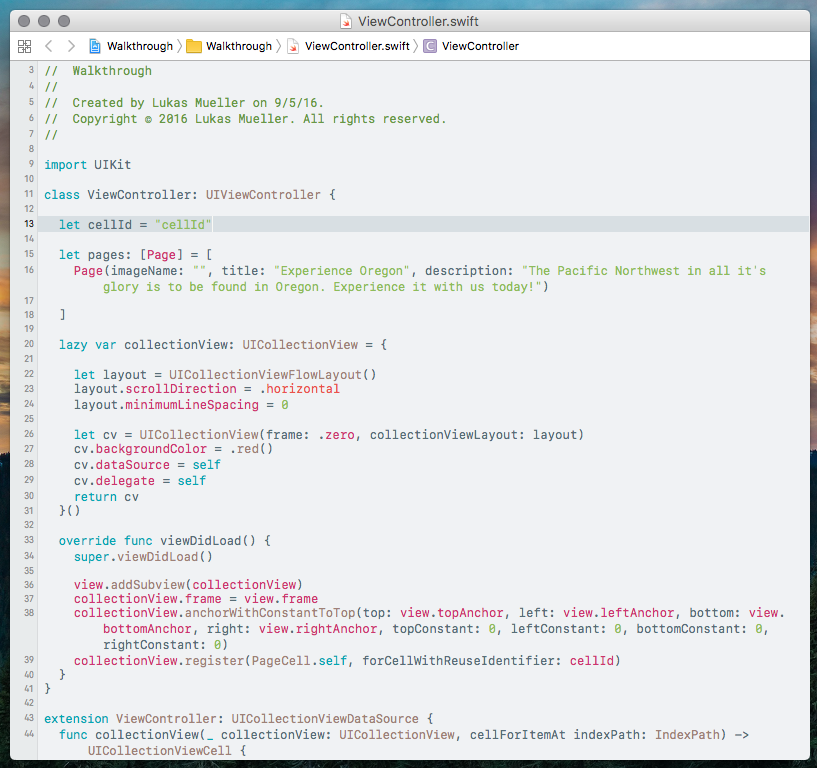 ViewController.swift
Walkthrough Walkthrough ViewController.swift C ViewController
3 // Walkthrough
4 //
5 // Created by Lukas Mueller on 9/5/16.
6 // Copyright © 2016 Lukas Mueller. All rights reserved.
7 //
8
9 import UIKit
10
11 class ViewController: UIViewController {
12
13 let cellId = "cellId"
14
15 let pages: [Page] = [
16 Page(imageName: "", title: "Experience Oregon", description: "The Pacific Northwest in all it's
glory is to be found in Oregon. Experience it with us today!")
17
18 ]
19
20 lazy var collectionView: UICollectionView = {
21
22 let layout = UICollectionViewFlowLayout()
23 layout.scrollDirection = .horizontal
24 layout.minimumLineSpacing = 0
25
26 let cv = UICollectionView(frame: .zero, collectionViewLayout: layout)
27 cv.backgroundColor = .red()
28 cv.dataSource = self
29 cv.delegate = self
30 return cv
31 }()
32
33 override func viewDidLoad() {
34 super.viewDidLoad()
35
36 view.addSubview(collectionView)
37 collectionView.frame = view.frame
38 collectionView.anchorWithConstantToTop(top: view.topAnchor, left: view.leftAnchor, bottom: view.
bottomAnchor, right: view.rightAnchor, topConstant: 0, leftConstant: 0, bottomConstant: 0,
rightConstant: 0)
39 collectionView.register(PageCell.self, forCellWithReuseIdentifier: cellId)
40 }
41 }
42
43 extension ViewController: UICollectionViewDataSource {
44 func collectionView(_ collectionView: UICollectionView, cellForItemAt indexPath: IndexPath) ->
UICollectionViewCell {